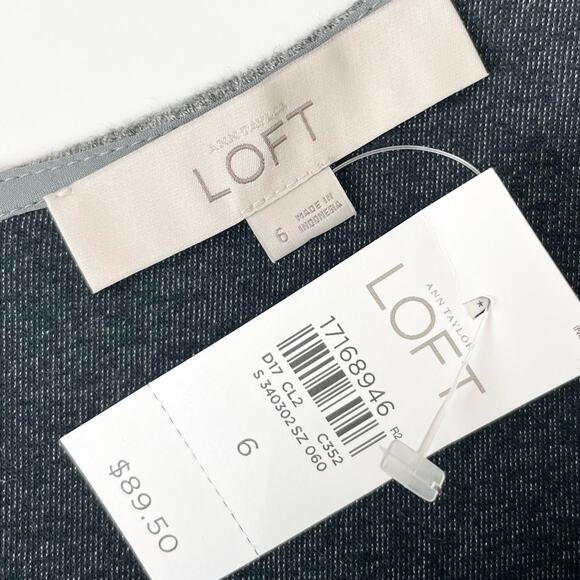 ANN TAYLOR
LOFT
6
MADE IN
INDONESIA
ANN TAYLOR
LOFT
17168946
R2
D17 CL2 C352
S 340302 SZ 060
6
$89.50